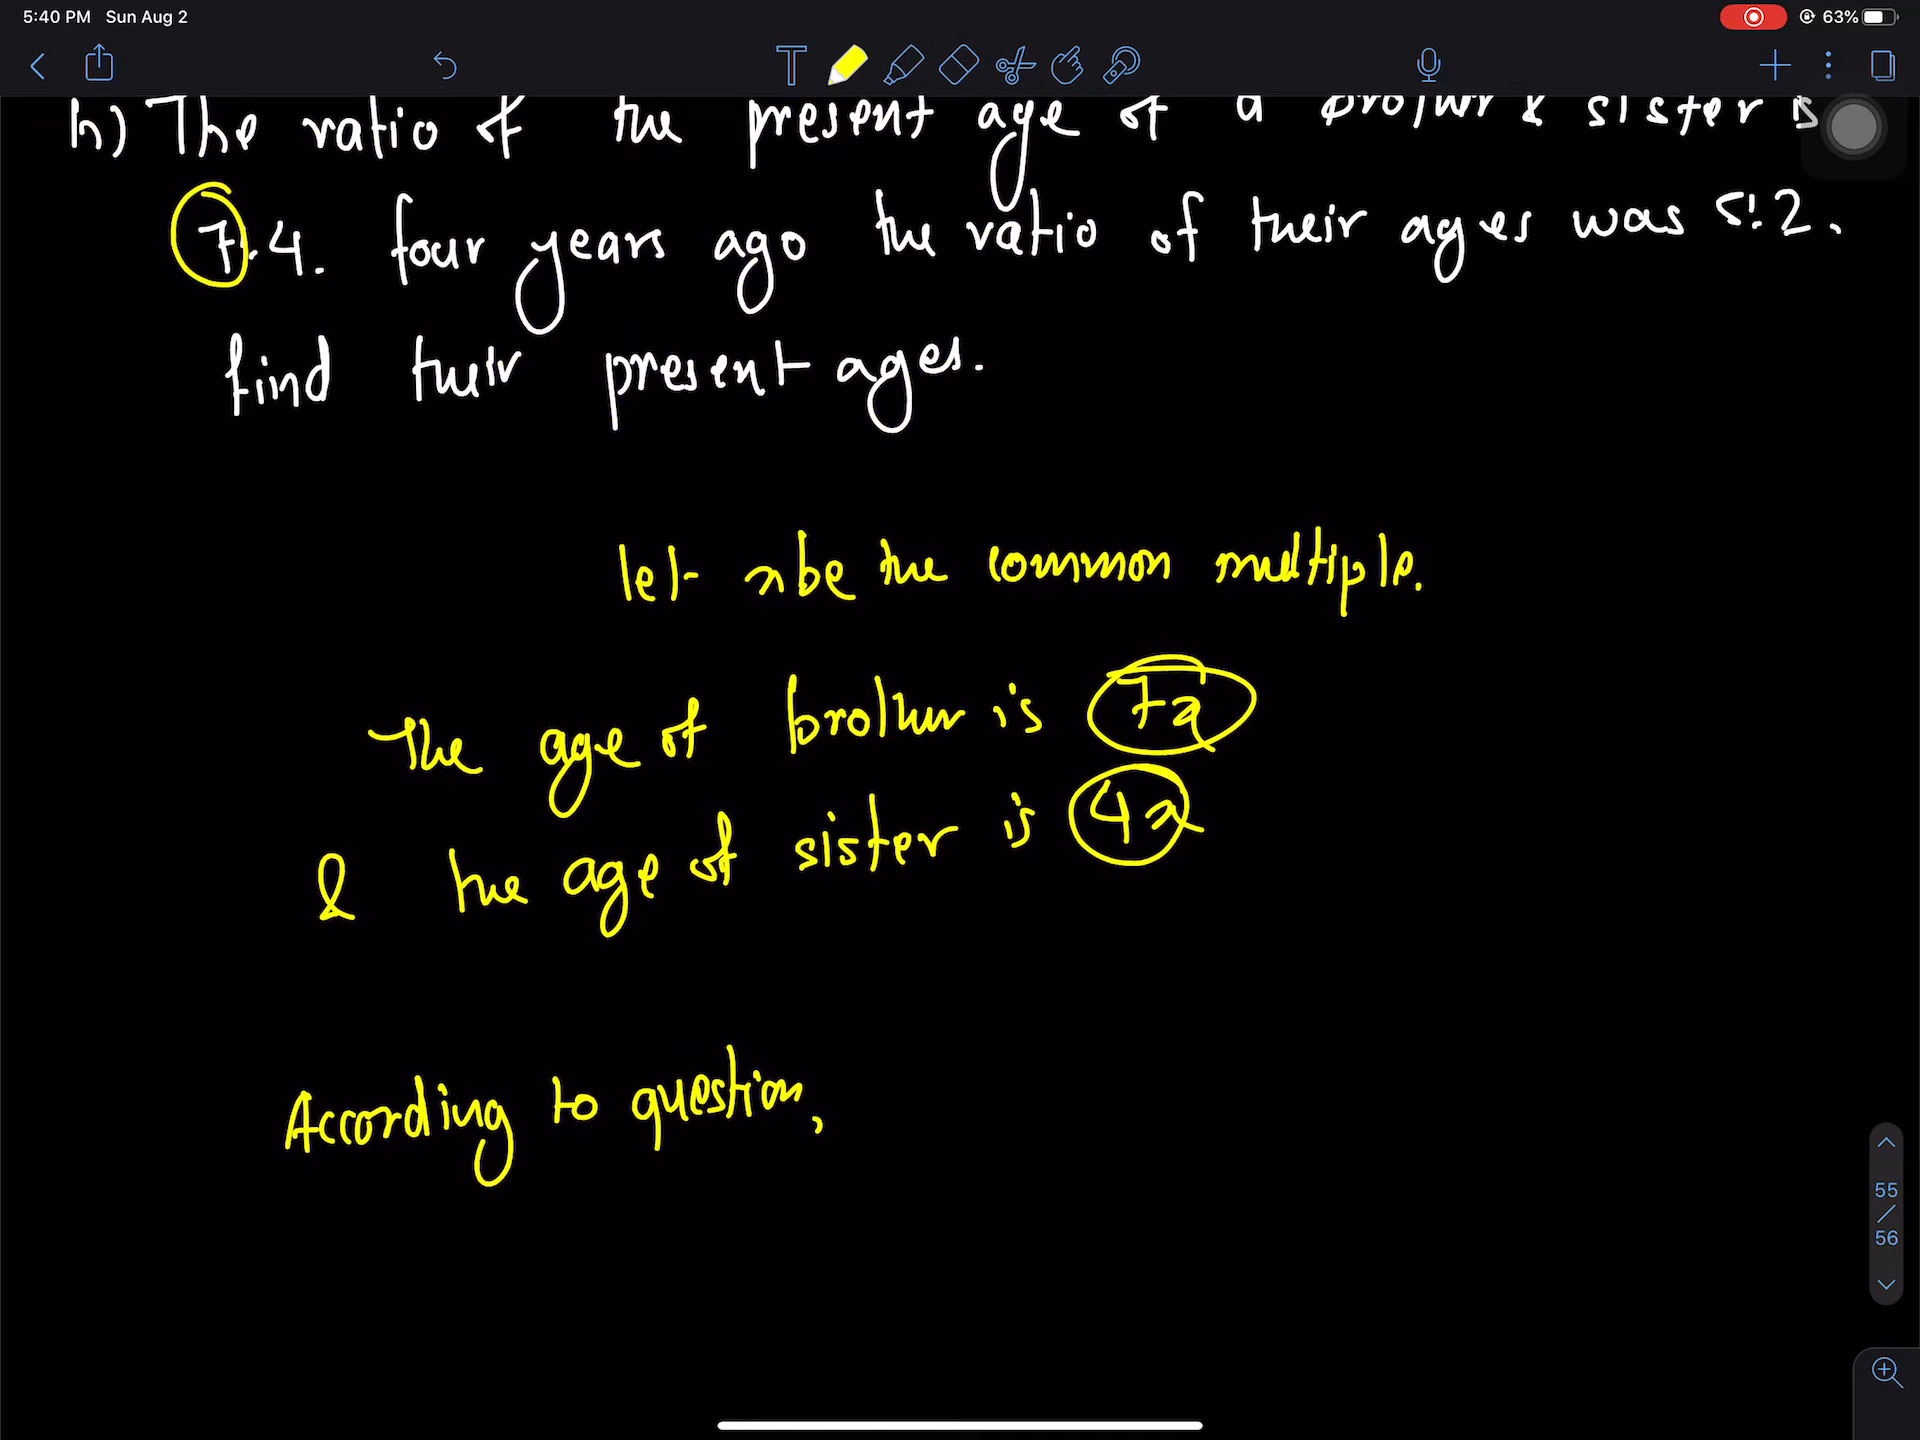 5:40 PM Sun Aug 2
63%
h) The ratio of the present age of a brother & sister is
7:4. four years ago the ratio of their ages was 5:2.
find their present ages.
let x be the common multiple.
The age of brother is 7x
& the age of sister is 4x
According to question,
55
/
56